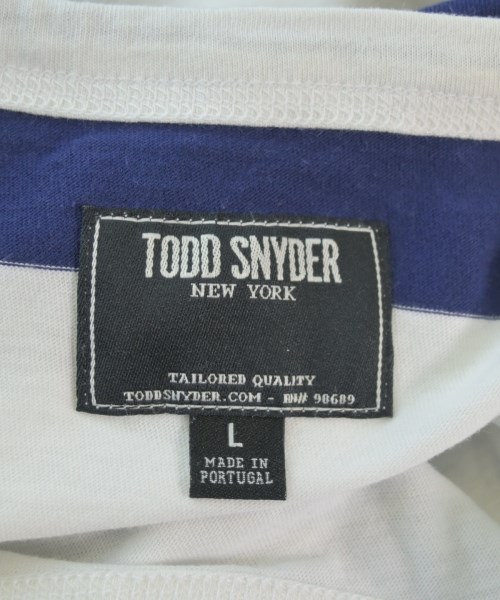 TODD SNYDER
NEW YORK
TAILORED QUALITY
TODDSNYDER.COM - RN# 98689
L
MADE IN
PORTUGAL